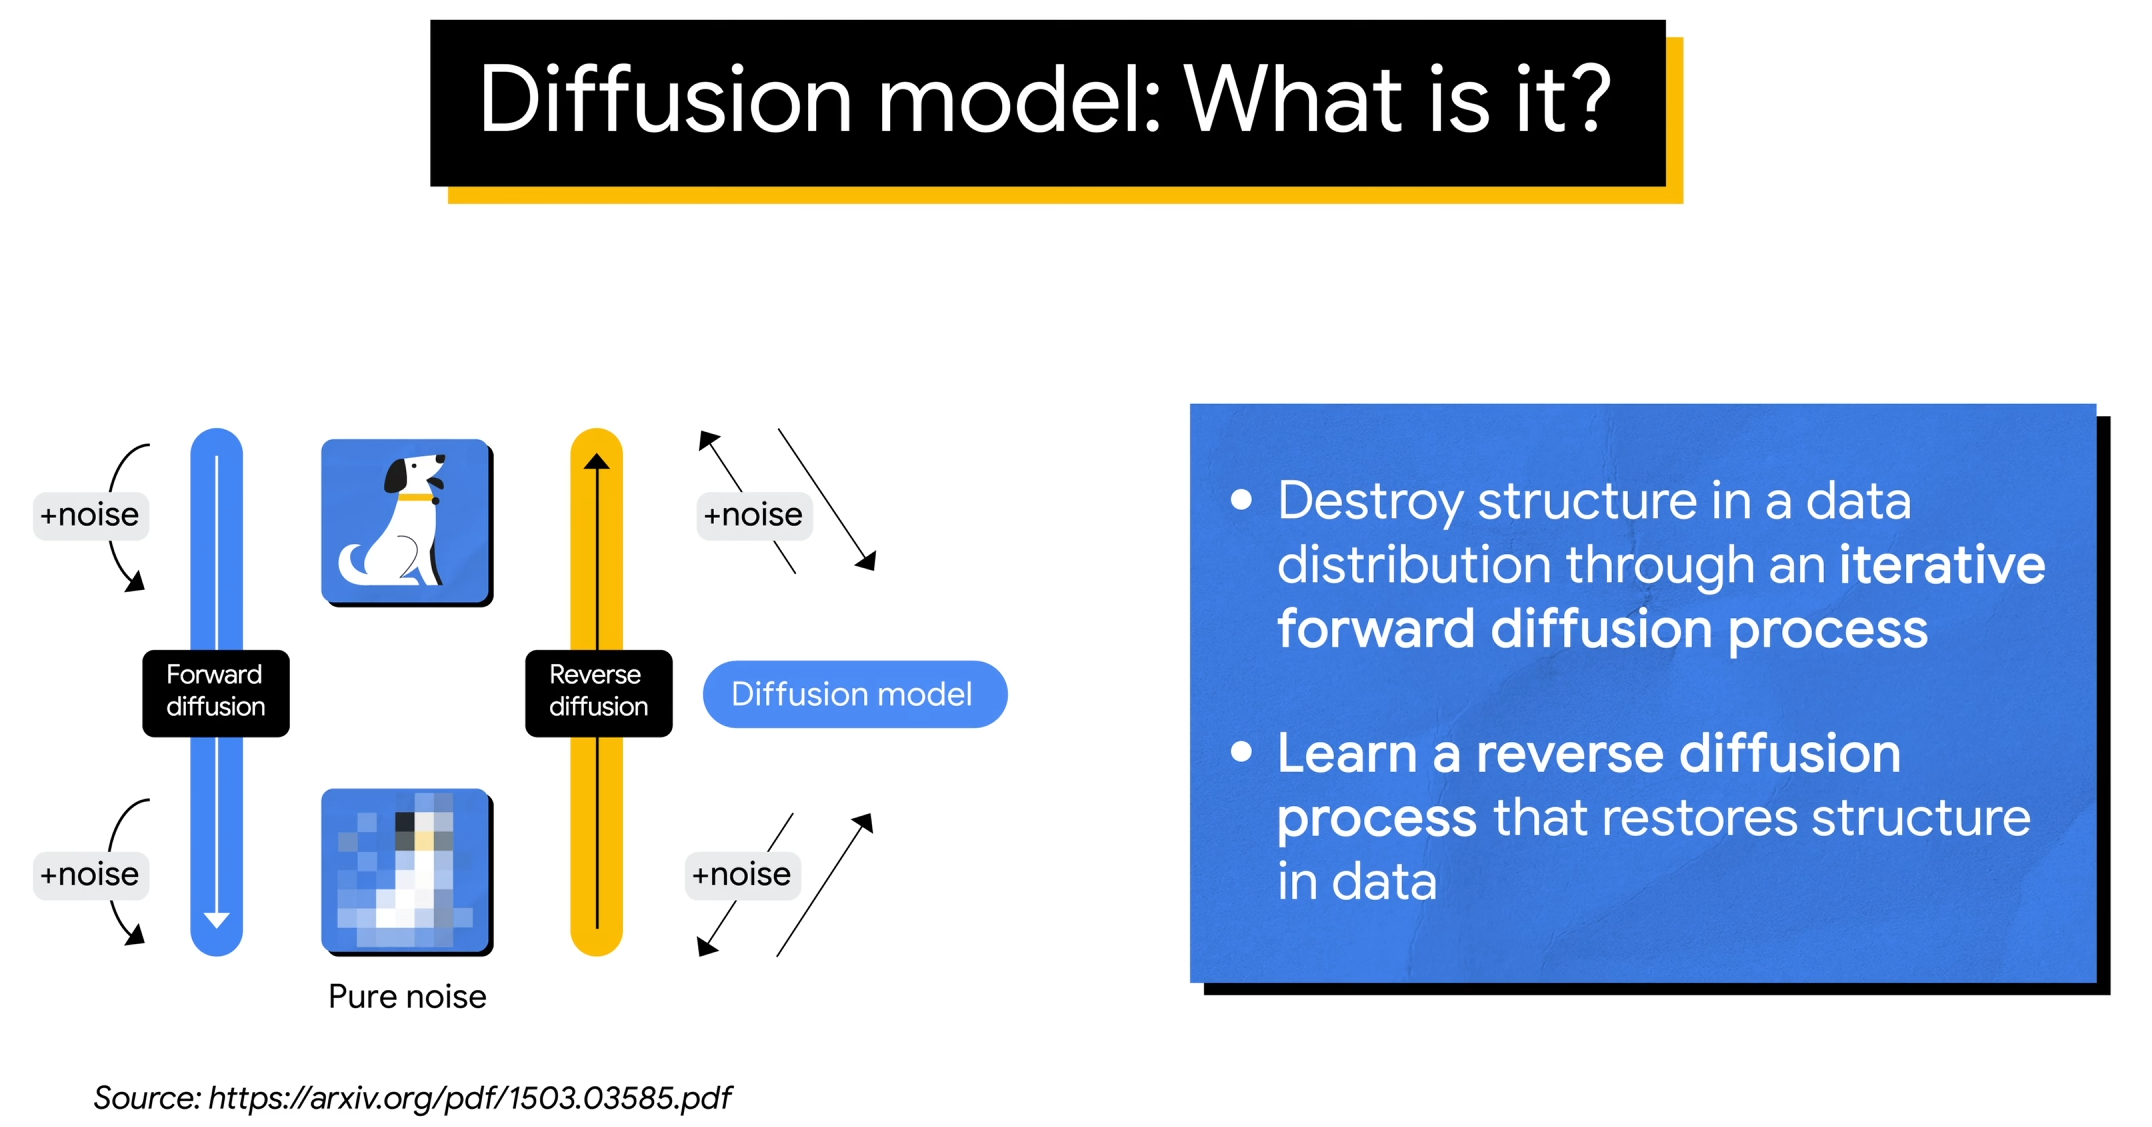 Diffusion model: What is it?
+noise
+noise
Forward
diffusion
Pure noise
Reverse
diffusion
+noise
Diffusion model
+noise
Destroy structure in a data
distribution through an iterative
forward diffusion process
Learn a reverse diffusion
process that restores structure
in data
Source: https://arxiv.org/pdf/1503.03585.pdf